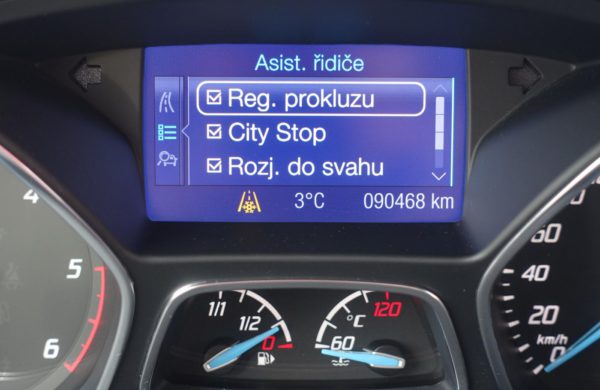 Asist. řidiče
Reg. prokluzu
City Stop
Rozj. do svahu
3°C 090468 km
4
5
6
1/1
1/2
0
120
°C
60
60
40
20
km/h
0